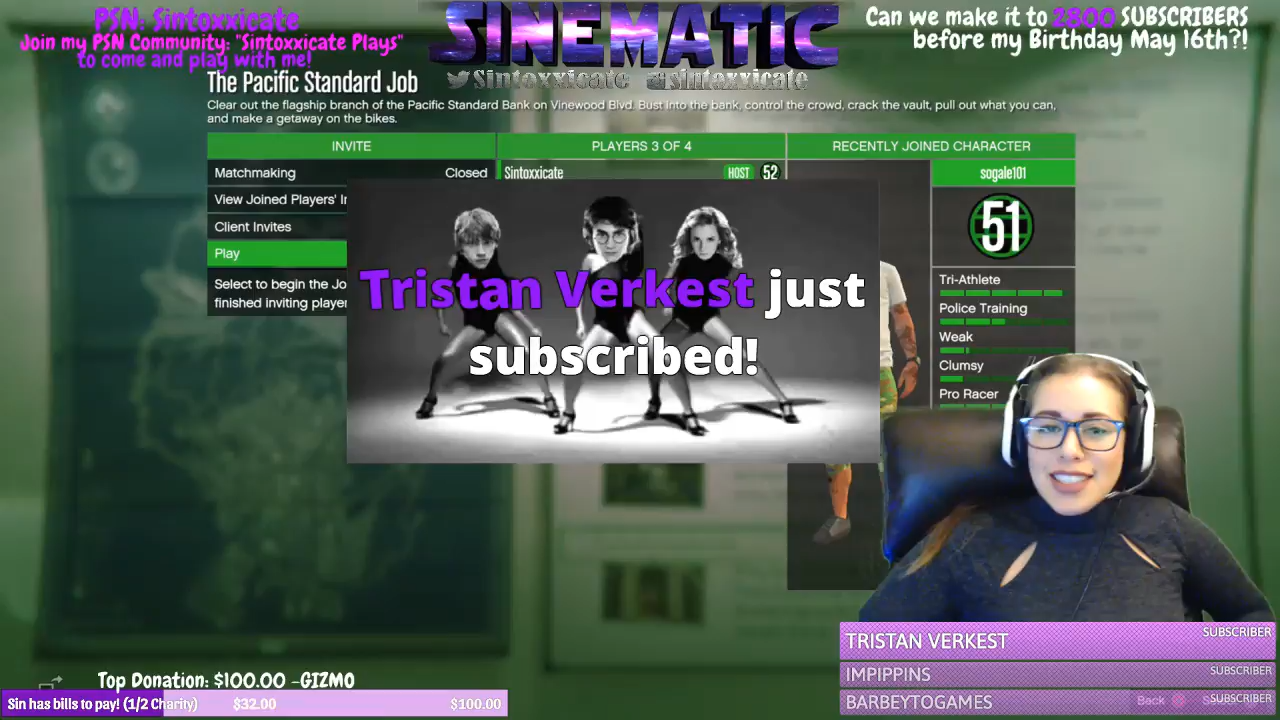 PSN: Sintoxxicate
Join my PSN Community: "Sintoxxicate Plays"
to come and play with me!
SINEMATIC
Sintoxxicate @sintoxxicate
Can we make it to 2800 SUBSCRIBERS
before my Birthday May 16th?!
The Pacific Standard Job
Clear out the flagship branch of the Pacific Standard Bank on Vinewood Blvd. Bust into the bank, control the crowd, crack the vault, pull out what you can,
and make a getaway on the bikes.
INVITE
PLAYERS 3 OF 4
RECENTLY JOINED CHARACTER
Matchmaking Closed
Sintoxxicate HOST 52
sogale101
View Joined Players'
Client Invites
51
Play
Select to begin the
finished inviting
Tristan Verkest just
subscribed!
Tri-Athlete
Police Training
Weak
Clumsy
Pro Racer
TRISTAN VERKEST SUBSCRIBER
IMPIPPINS SUBSCRIBER
BARBEYTOGAMES Back SUBSCRIBER
Top Donation: $100.00 -GIZMO
Sin has bills to pay! (1/2 Charity) $32.00 $100.00